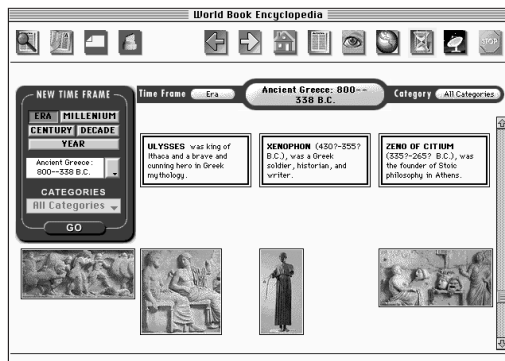 World Book Encyclopedia
STOP
NEW TIME FRAME
ERA MILLENIUM
CENTURY DECADE
YEAR
Ancient Greece:
800--338 B.C.
CATEGORIES
All Categories
GO
Time Frame Era
Ancient Greece: 800--
338 B.C.
Category All Categories
ULYSSES was king of
Ithaca and a brave and
cunning hero in Greek
mythology.
XENOPHON (430?-355?
B.C.), was a Greek
soldier, historian, and
writer.
ZENO OF CITIUM
(335?-265? B.C.), was
the founder of Stoic
philosophy in Athens.